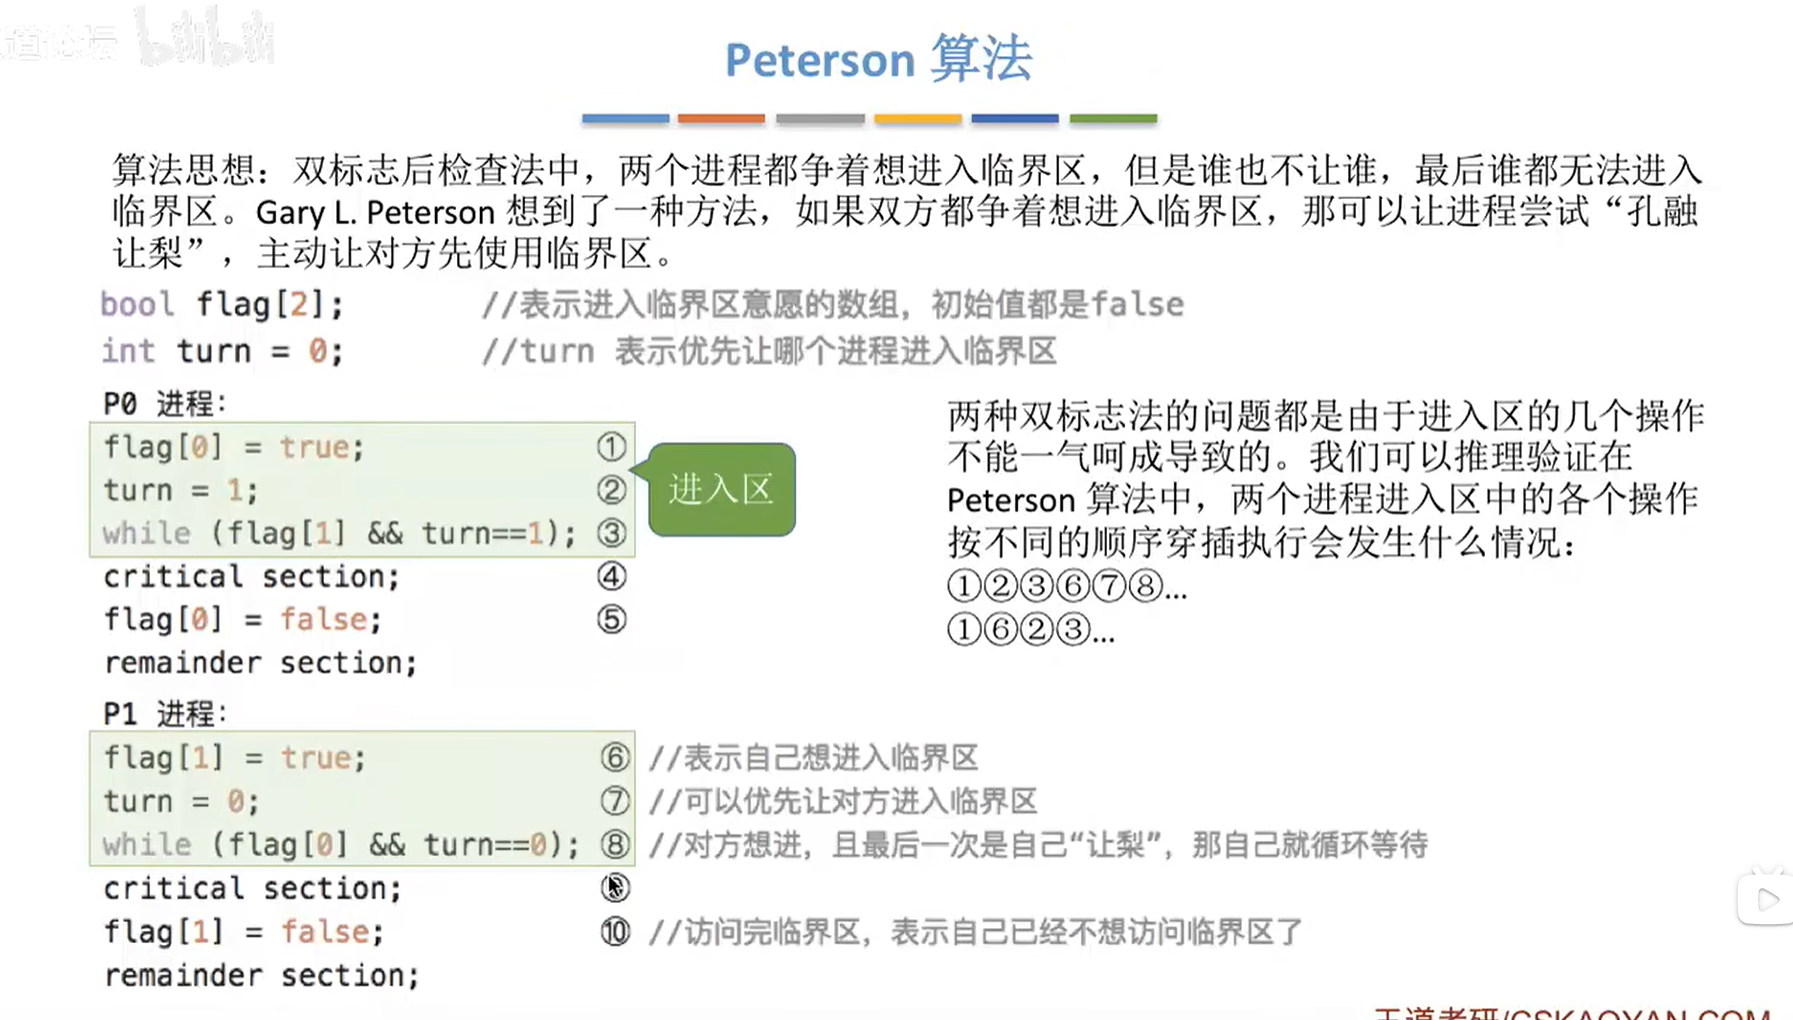 道论坛 bilibili
Peterson 算法
算法思想：双标志后检查法中，两个进程都争着想进入临界区，但是谁也不让谁，最后谁都无法进入
临界区。Gary L. Peterson 想到了一种方法，如果双方都争着想进入临界区，那可以让进程尝试“孔融
让梨”，主动让对方先使用临界区。
bool flag[2]; //表示进入临界区意愿的数组，初始值都是false
int turn = 0; //turn 表示优先让哪个进程进入临界区
P0 进程：
flag[0] = true; ①
turn = 1; ②
while (flag[1] && turn==1); ③
critical section; ④
flag[0] = false; ⑤
remainder section;
进入区
两种双标志法的问题都是由于进入区的几个操作
不能一气呵成导致的。我们可以推理验证在
Peterson 算法中，两个进程进入区中的各个操作
按不同的顺序穿插执行会发生什么情况：
①②③⑥⑦⑧...
①⑥②③...
P1 进程：
flag[1] = true; ⑥ //表示自己想进入临界区
turn = 0; ⑦ //可以优先让对方进入临界区
while (flag[0] && turn==0); ⑧ //对方想进，且最后一次是自己“让梨”，那自己就循环等待
critical section;
flag[1] = false; ⑩ //访问完临界区，表示自己已经不想访问临界区了
remainder section;
王道考研/CSKAOYAN.COM